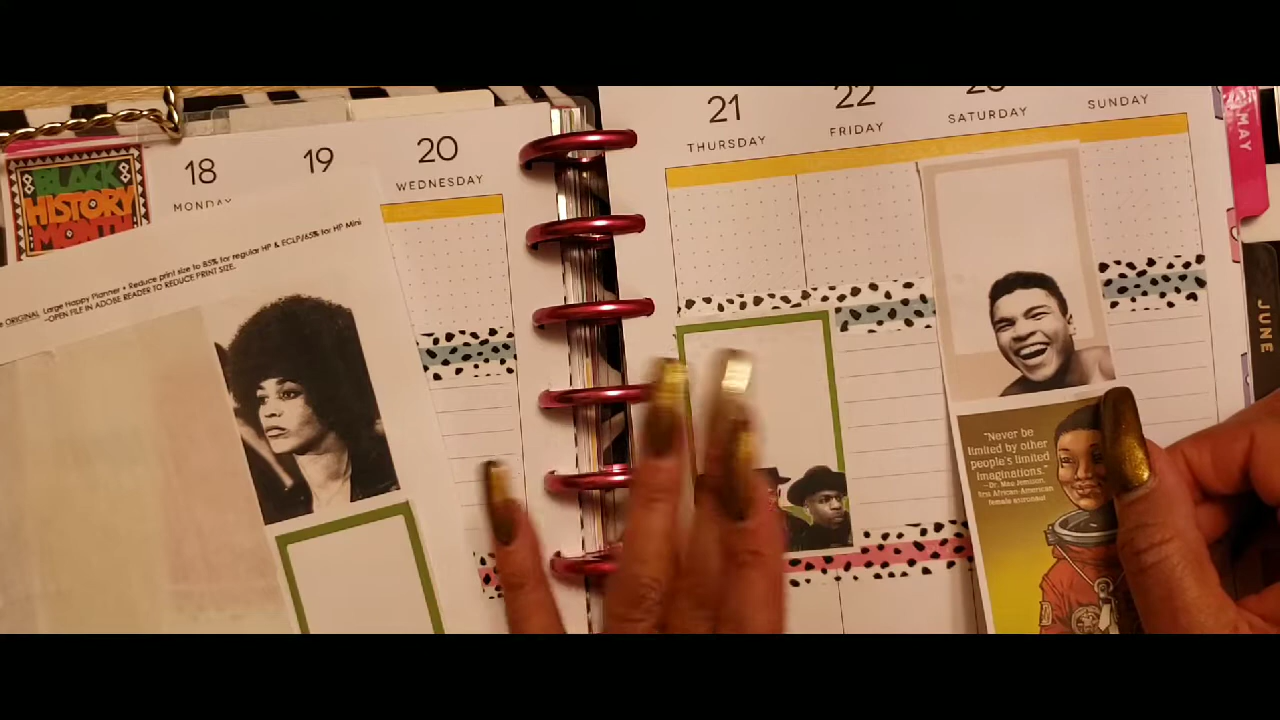 BLACK
HISTORY
MONTH
18
MONDAY
19
20
WEDNESDAY
21
THURSDAY
22
FRIDAY
SATURDAY
SUNDAY
MAY
JUNE
ORIGINAL Large Happy Planner • Reduce print size to 85% for regular HP & ECLP/65% for HP Mini
-OPEN FILE IN ADOBE READER TO REDUCE PRINT SIZE.
"Never be
limited by other
people's limited
imaginations."
—Dr. Mae Jemison,
first African-American
female astronaut